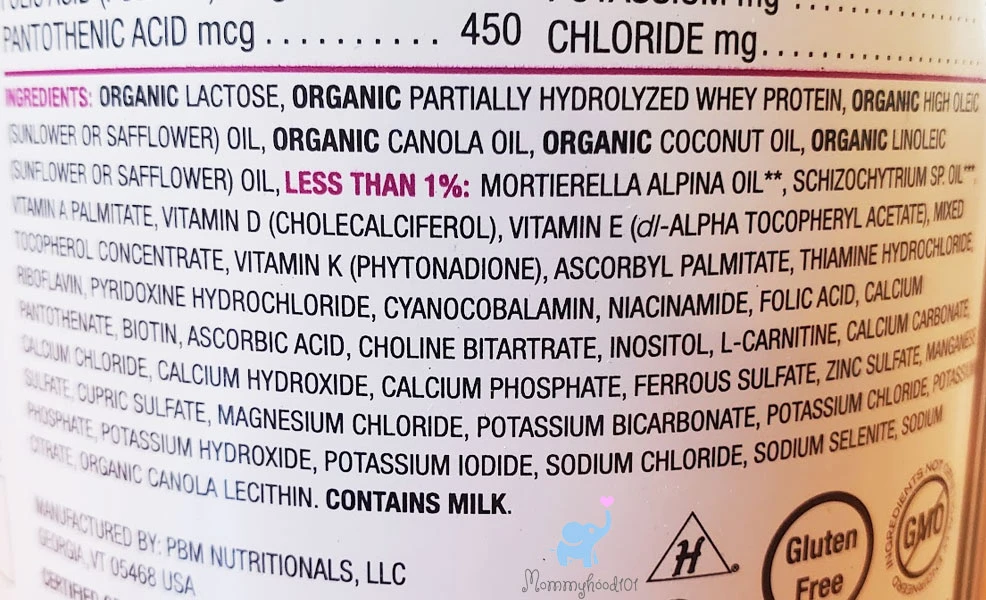 PANTOTHENIC ACID mcg .......... 450 CHLORIDE mg..............
INGREDIENTS: ORGANIC LACTOSE, ORGANIC PARTIALLY HYDROLYZED WHEY PROTEIN, ORGANIC HIGH OLEIC
(SUNLOWER OR SAFFLOWER) OIL, ORGANIC CANOLA OIL, ORGANIC COCONUT OIL, ORGANIC LINOLEIC
(SUNFLOWER OR SAFFLOWER) OIL, LESS THAN 1%: MORTIERELLA ALPINA OIL**, SCHIZOCHYTRIUM SP. OIL***,
VITAMIN A PALMITATE, VITAMIN D (CHOLECALCIFEROL), VITAMIN E (dl-ALPHA TOCOPHERYL ACETATE), MIXED
TOCOPHEROL CONCENTRATE, VITAMIN K (PHYTONADIONE), ASCORBYL PALMITATE, THIAMINE HYDROCHLORIDE,
RIBOFLAVIN, PYRIDOXINE HYDROCHLORIDE, CYANOCOBALAMIN, NIACINAMIDE, FOLIC ACID, CALCIUM
PANTOTHENATE, BIOTIN, ASCORBIC ACID, CHOLINE BITARTRATE, INOSITOL, L-CARNITINE, CALCIUM CARBONATE,
CALCIUM CHLORIDE, CALCIUM HYDROXIDE, CALCIUM PHOSPHATE, FERROUS SULFATE, ZINC SULFATE, MANGANESE
SULFATE, CUPRIC SULFATE, MAGNESIUM CHLORIDE, POTASSIUM BICARBONATE, POTASSIUM CHLORIDE, POTASSIUM
PHOSPHATE, POTASSIUM HYDROXIDE, POTASSIUM IODIDE, SODIUM CHLORIDE, SODIUM SELENITE, SODIUM
CITRATE, ORGANIC CANOLA LECITHIN. CONTAINS MILK.
MANUFACTURED BY: PBM NUTRITIONALS, LLC
GEORGIA, VT 05468 USA
CERTIFIED
Mommyhood101
H
Gluten
Free
INGREDIENTS NOT
GMO